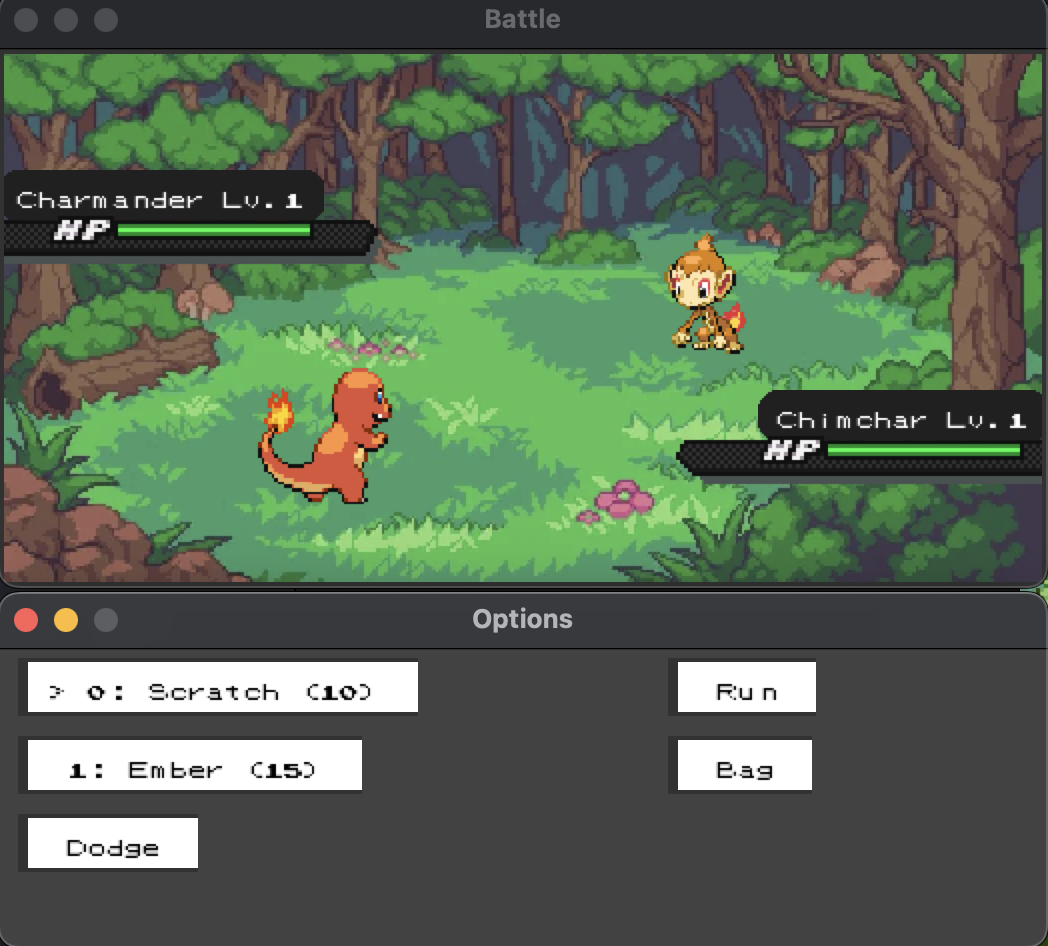 Battle
Charmander Lv. 1
HP
Chimchar Lv. 1
HP
Options
> 0: Scratch (10)
Run
1: Ember (15)
Bag
Dodge